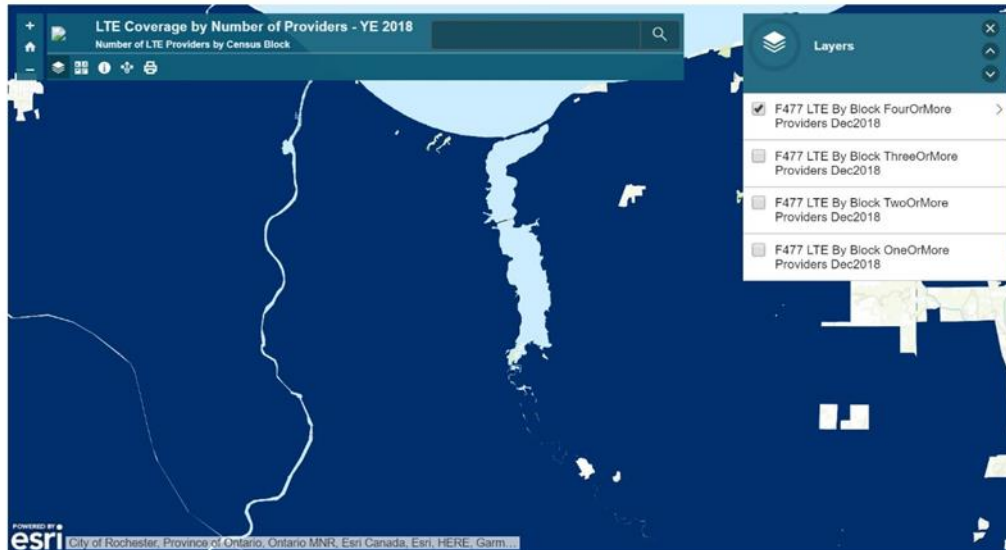 LTE Coverage by Number of Providers - YE 2018
Number of LTE Providers by Census Block
Layers
F477 LTE By Block FourOrMore
Providers Dec2018
F477 LTE By Block ThreeOrMore
Providers Dec2018
F477 LTE By Block TwoOrMore
Providers Dec2018
F477 LTE By Block OneOrMore
Providers Dec2018
POWERED BY
esri
City of Rochester, Province of Ontario, Ontario MNR, Esri Canada, Esri, HERE, Garm...